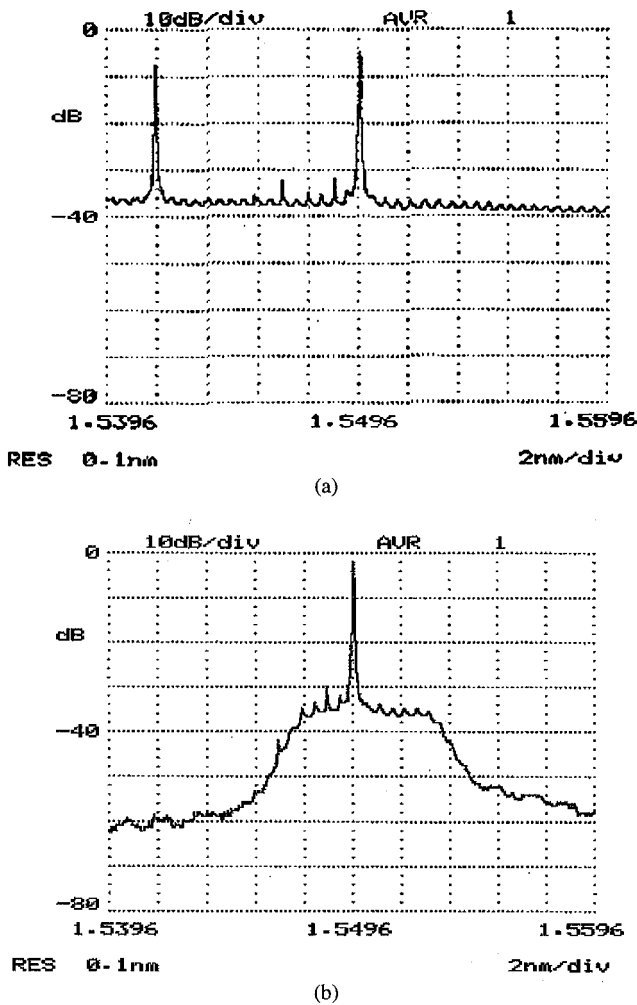 10dB/div AVR 1
0
dB
-40
-80
1.5396 1.5496 1.5596
RES 0.1nm 2nm/div
(a)
10dB/div AVR 1
0
dB
-40
-80
1.5396 1.5496 1.5596
RES 0.1nm 2nm/div
(b)